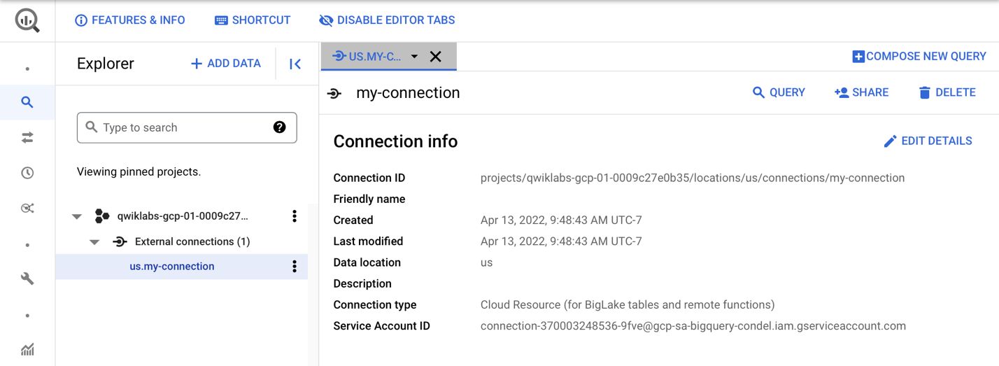 FEATURES & INFO SHORTCUT DISABLE EDITOR TABS
Explorer
ADD DATA
US.MY-C...
COMPOSE NEW QUERY
my-connection
QUERY SHARE DELETE
Type to search
Viewing pinned projects.
qwiklabs-gcp-01-0009c27...
External connections (1)
us.my-connection
Connection info
EDIT DETAILS
Connection ID projects/qwiklabs-gcp-01-0009c27e0b35/locations/us/connections/my-connection
Friendly name
Created Apr 13, 2022, 9:48:43 AM UTC-7
Last modified Apr 13, 2022, 9:48:43 AM UTC-7
Data location us
Description
Connection type Cloud Resource (for BigLake tables and remote functions)
Service Account ID connection-370003248536-9fve@gcp-sa-bigquery-condel.iam.gserviceaccount.com